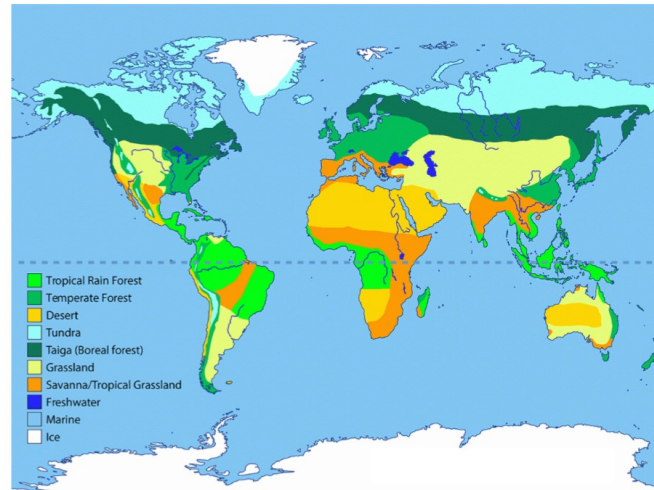 Tropical Rain Forest
Temperate Forest
Desert
Tundra
Taiga (Boreal forest)
Grassland
Savanna/Tropical Grassland
Freshwater
Marine
Ice